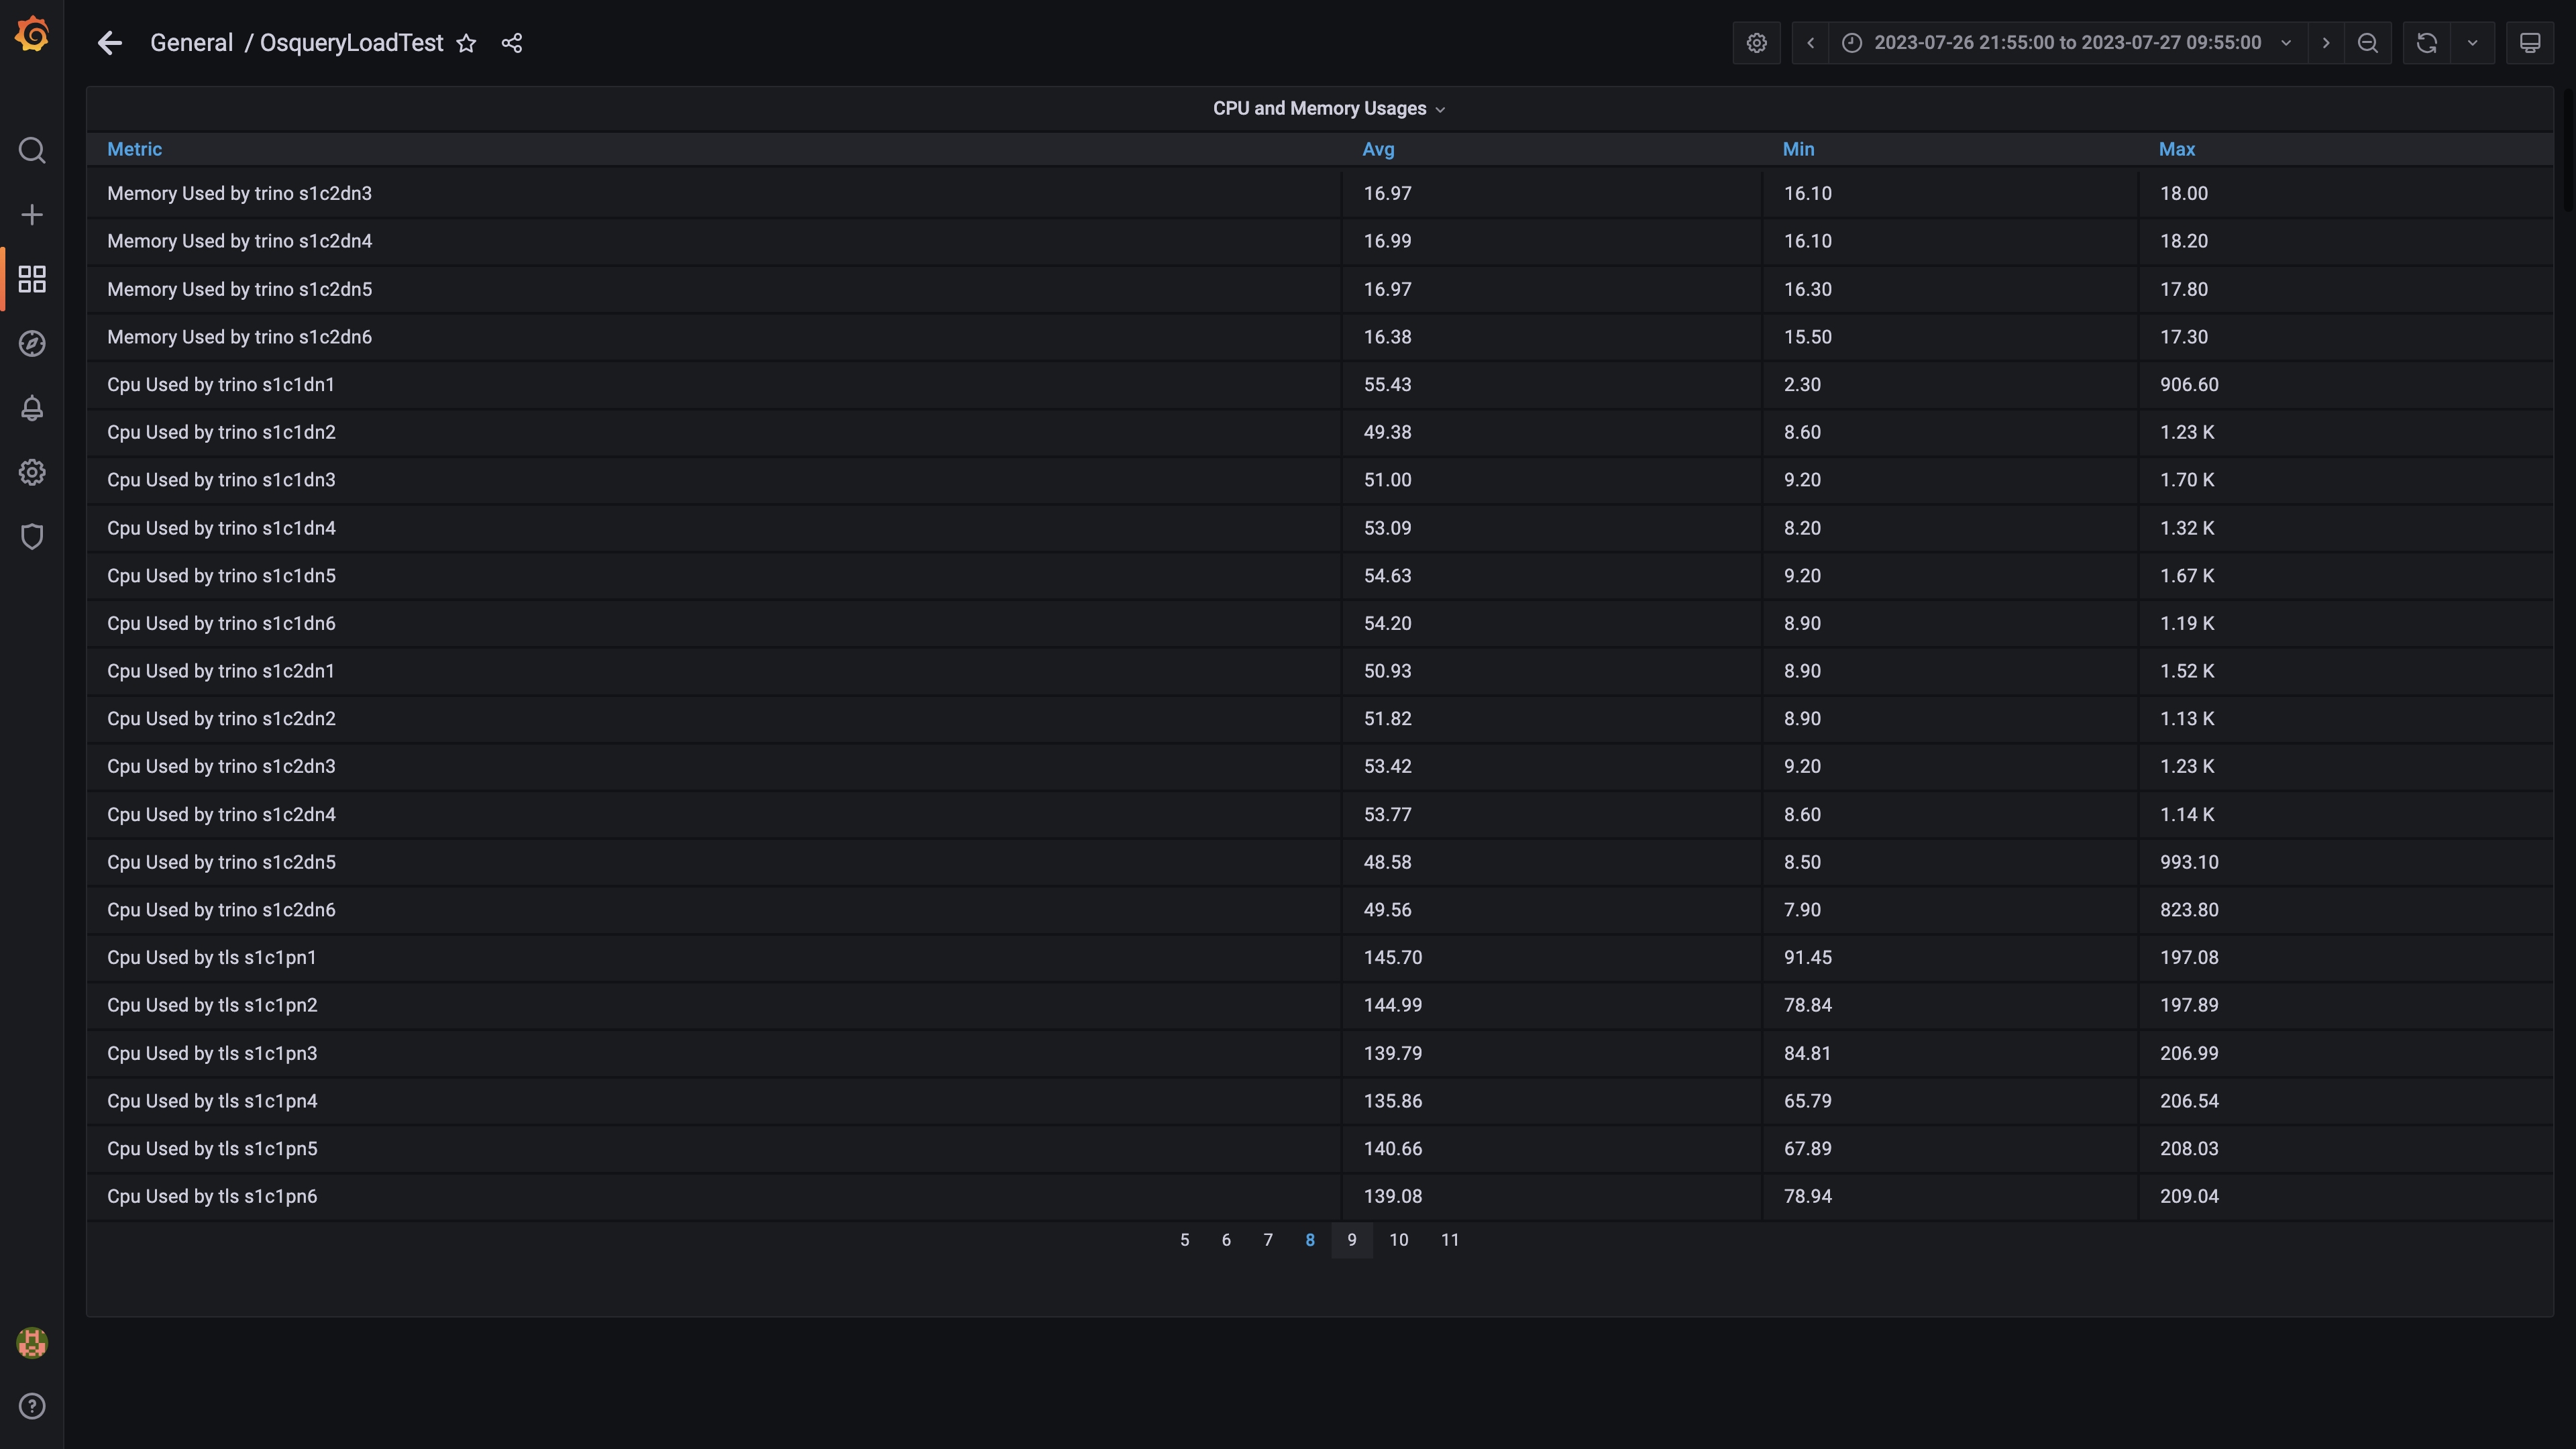 General / OsqueryLoadTest
2023-07-26 21:55:00 to 2023-07-27 09:55:00
CPU and Memory Usages
Metric Avg Min Max
Memory Used by trino s1c2dn3 16.97 16.10 18.00
Memory Used by trino s1c2dn4 16.99 16.10 18.20
Memory Used by trino s1c2dn5 16.97 16.30 17.80
Memory Used by trino s1c2dn6 16.38 15.50 17.30
Cpu Used by trino s1c1dn1 55.43 2.30 906.60
Cpu Used by trino s1c1dn2 49.38 8.60 1.23 K
Cpu Used by trino s1c1dn3 51.00 9.20 1.70 K
Cpu Used by trino s1c1dn4 53.09 8.20 1.32 K
Cpu Used by trino s1c1dn5 54.63 9.20 1.67 K
Cpu Used by trino s1c1dn6 54.20 8.90 1.19 K
Cpu Used by trino s1c2dn1 50.93 8.90 1.52 K
Cpu Used by trino s1c2dn2 51.82 8.90 1.13 K
Cpu Used by trino s1c2dn3 53.42 9.20 1.23 K
Cpu Used by trino s1c2dn4 53.77 8.60 1.14 K
Cpu Used by trino s1c2dn5 48.58 8.50 993.10
Cpu Used by trino s1c2dn6 49.56 7.90 823.80
Cpu Used by tls s1c1pn1 145.70 91.45 197.08
Cpu Used by tls s1c1pn2 144.99 78.84 197.89
Cpu Used by tls s1c1pn3 139.79 84.81 206.99
Cpu Used by tls s1c1pn4 135.86 65.79 206.54
Cpu Used by tls s1c1pn5 140.66 67.89 208.03
Cpu Used by tls s1c1pn6 139.08 78.94 209.04
5 6 7 8 9 10 11